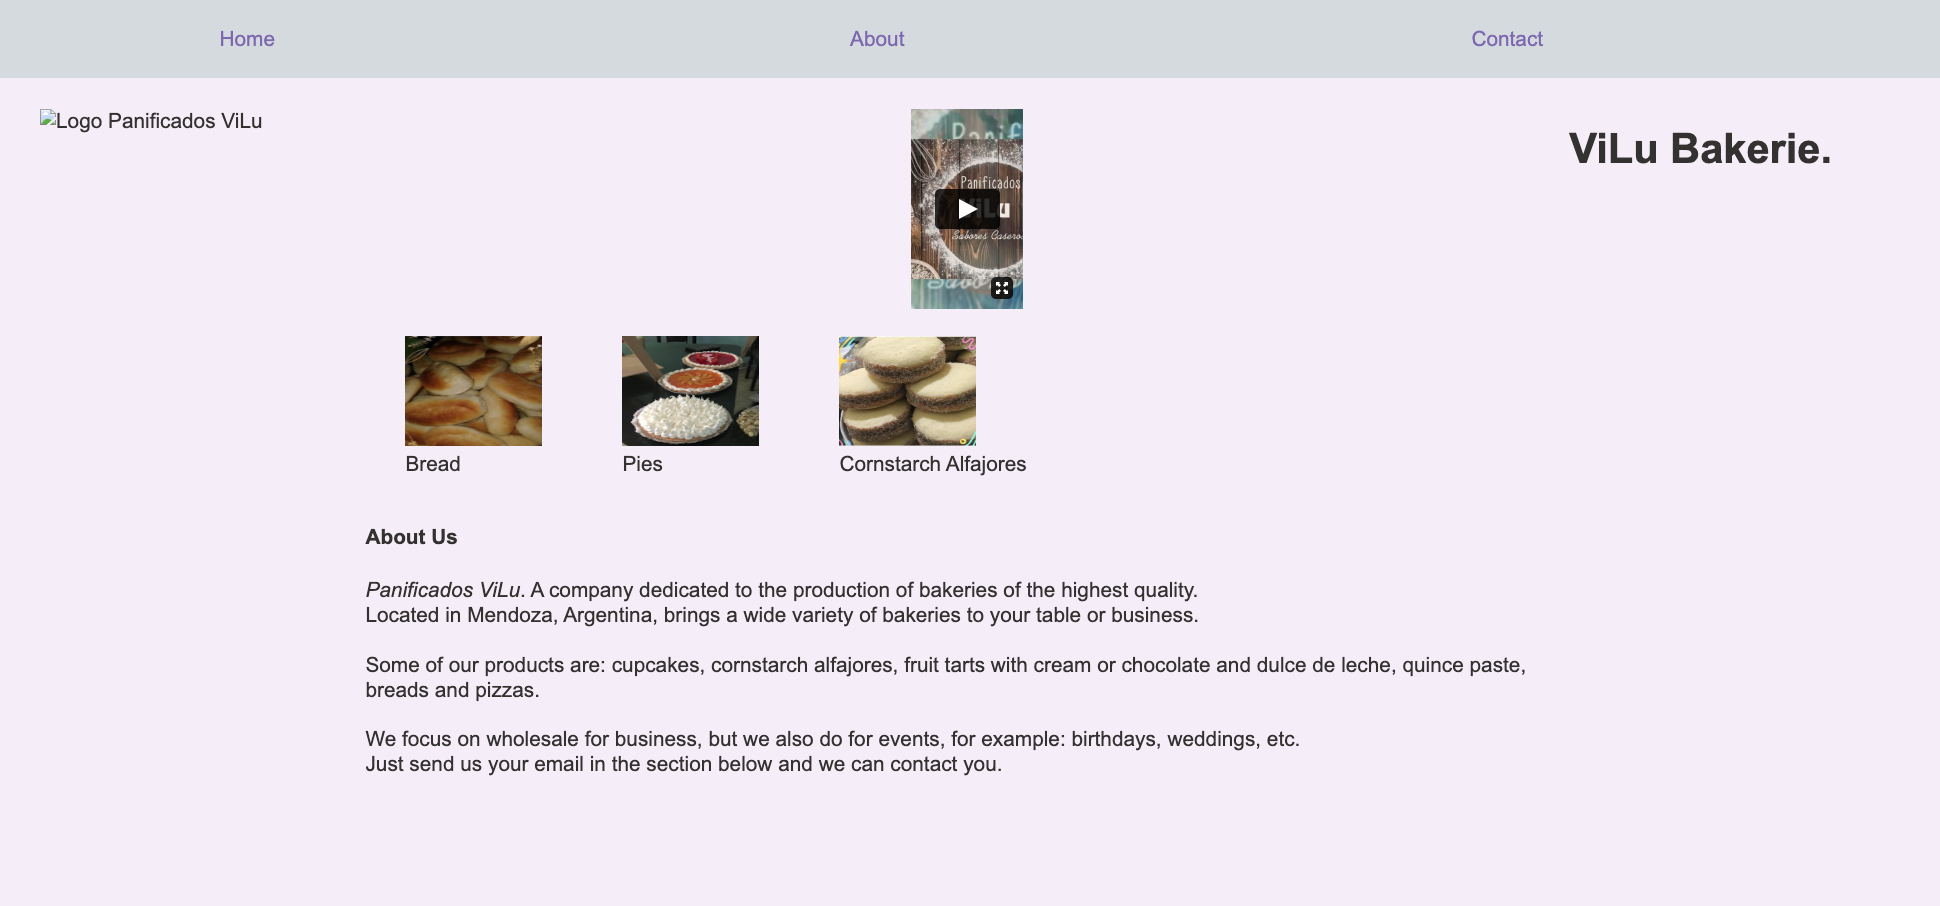 Home
About
Contact
Logo Panificados ViLu
Panif
Panificados
ViLu
Sabores Caseros
ViLu Bakerie.
Bread
Pies
Cornstarch Alfajores
About Us
Panificados ViLu. A company dedicated to the production of bakeries of the highest quality.
Located in Mendoza, Argentina, brings a wide variety of bakeries to your table or business.
Some of our products are: cupcakes, cornstarch alfajores, fruit tarts with cream or chocolate and dulce de leche, quince paste,
breads and pizzas.
We focus on wholesale for business, but we also do for events, for example: birthdays, weddings, etc.
Just send us your email in the section below and we can contact you.